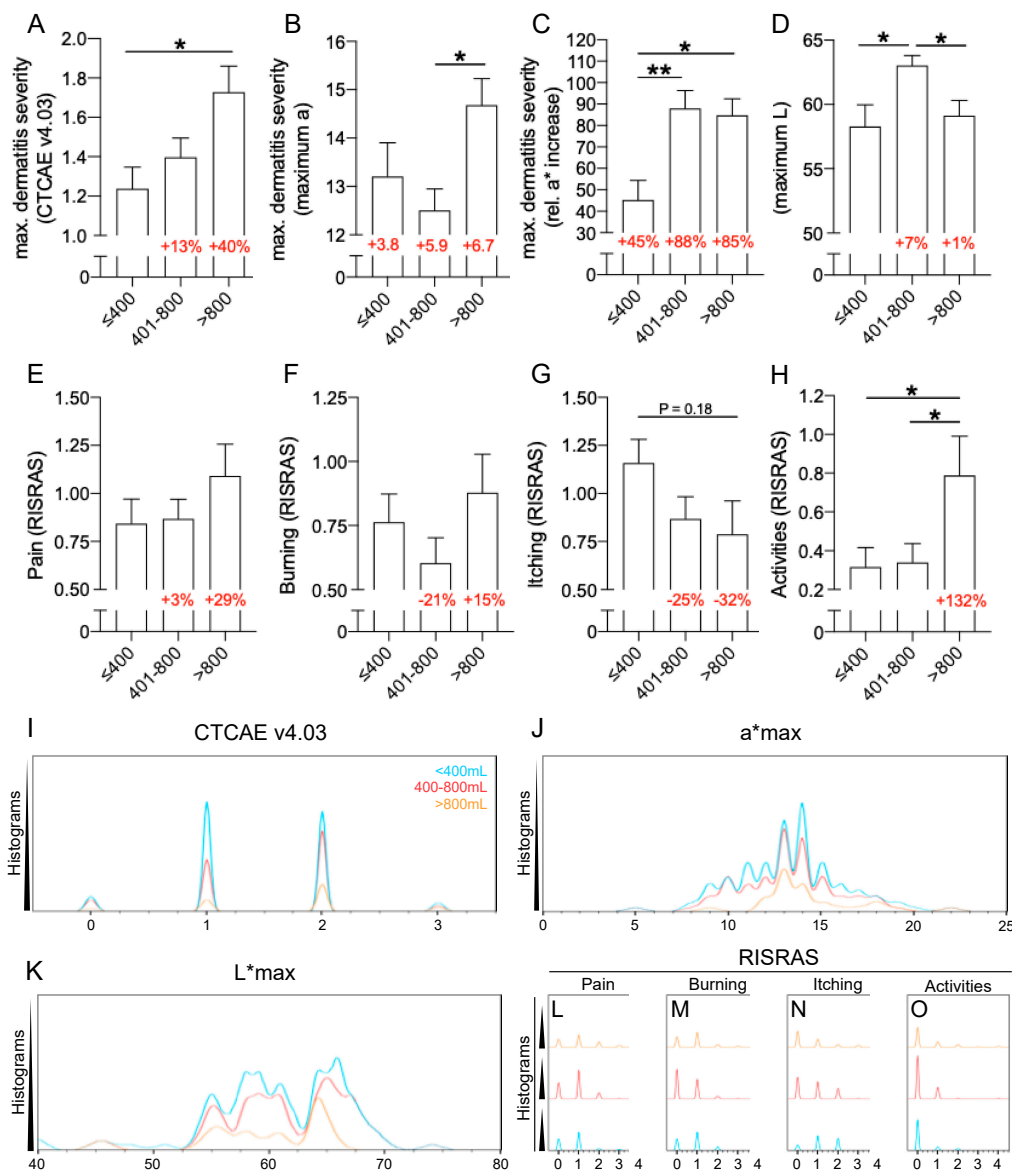 A
max. dermatitis severity
(CTCAE v4.03)
2.0
1.8
1.6
1.4
1.2
1.0
0
*
+13%
+40%
≤400
401-800
>800
B
max. dermatitis severity
(maximum a)
16
15
14
13
12
0
*
+3.8
+5.9
+6.7
≤400
401-800
>800
C
max. dermatitis severity
(rel. a* increase)
120
110
100
90
80
70
60
50
40
30
0
*
**
+45%
+88%
+85%
≤400
401-800
>800
D
(maximum L)
65
60
55
50
0
*
*
+7%
+1%
≤400
401-800
>800
E
Pain (RISRAS)
1.50
1.25
1.00
0.75
0.50
0
+3%
+29%
≤400
401-800
>800
F
Burning (RISRAS)
1.25
1.00
0.75
0.50
0
-21%
+15%
≤400
401-800
>800
G
Itching (RISRAS)
1.50
1.25
1.00
0.75
0.50
0
P = 0.18
-25%
-32%
≤400
401-800
>800
H
Activities (RISRAS)
1.2
1.0
0.8
0.6
0.4
0.2
0
*
*
+132%
≤400
401-800
>800
I
CTCAE v4.03
Histograms
<400mL
400-800mL
>800mL
0 1 2 3
J
a*max
Histograms
0 5 10 15 20 25
K
L*max
Histograms
40 50 60 70 80
RISRAS
Pain Burning Itching Activities
L M N O
Histograms
0 1 2 3 4 0 1 2 3 4 0 1 2 3 4 0 1 2 3 4